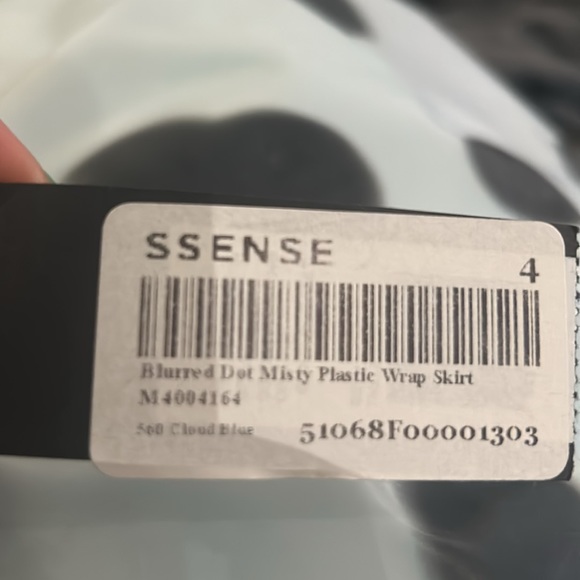 SSENSE
4
Blurred Dot Misty Plastic Wrap Skirt
M4004164
560 Cloud Blue
51068F00001303